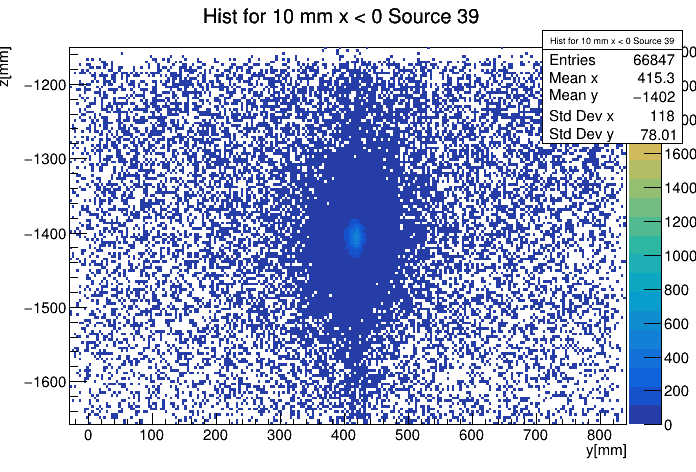 Hist for 10 mm x < 0 Source 39
z[mm]
Hist for 10 mm x < 0 Source 39
Entries 66847
Mean x 415.3
Mean y −1402
Std Dev x 118
Std Dev y 78.01
−1200
−1300
−1400
−1500
−1600
0 100 200 300 400 500 600 700 800
y[mm]
1600
1400
1200
1000
800
600
400
200
0